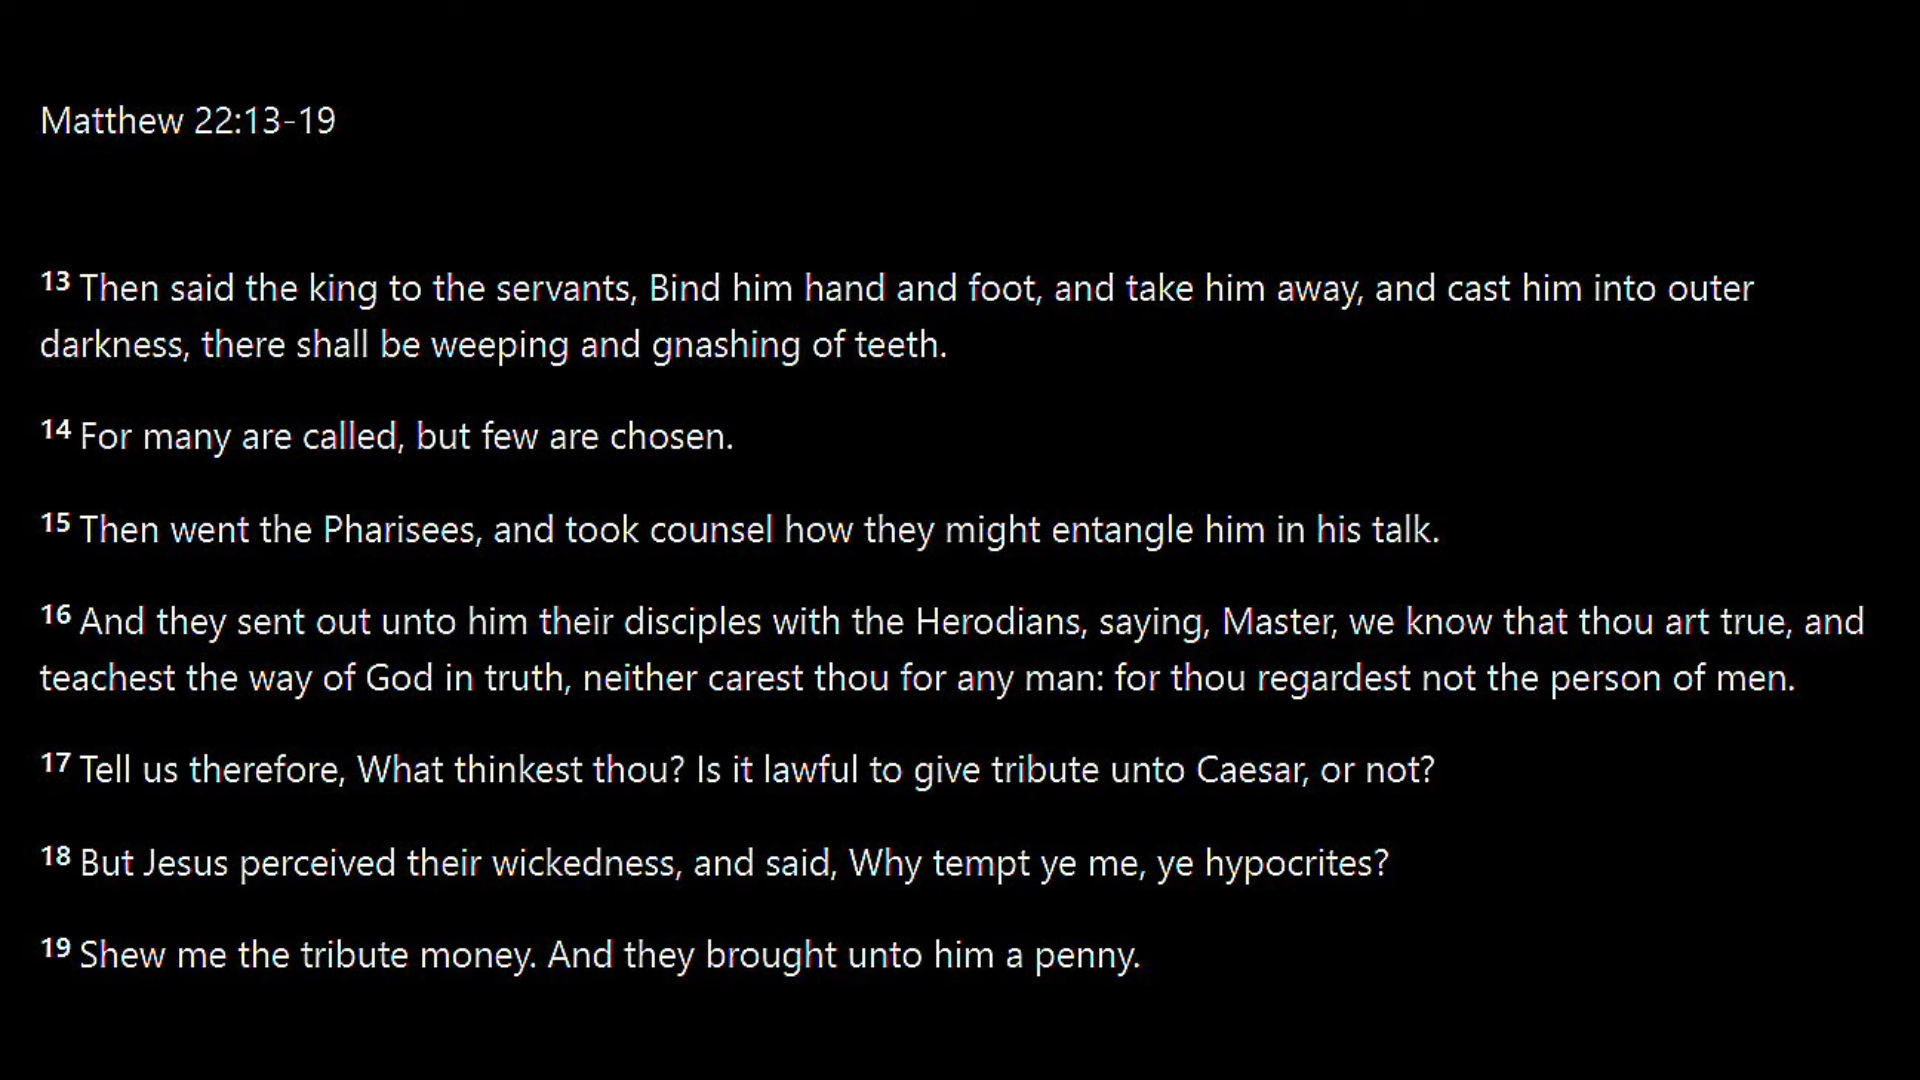 Matthew 22:13-19
13 Then said the king to the servants, Bind him hand and foot, and take him away, and cast him into outer
darkness, there shall be weeping and gnashing of teeth.
14 For many are called, but few are chosen.
15 Then went the Pharisees, and took counsel how they might entangle him in his talk.
16 And they sent out unto him their disciples with the Herodians, saying, Master, we know that thou art true, and
teachest the way of God in truth, neither carest thou for any man: for thou regardest not the person of men.
17 Tell us therefore, What thinkest thou? Is it lawful to give tribute unto Caesar, or not?
18 But Jesus perceived their wickedness, and said, Why tempt ye me, ye hypocrites?
19 Shew me the tribute money. And they brought unto him a penny.